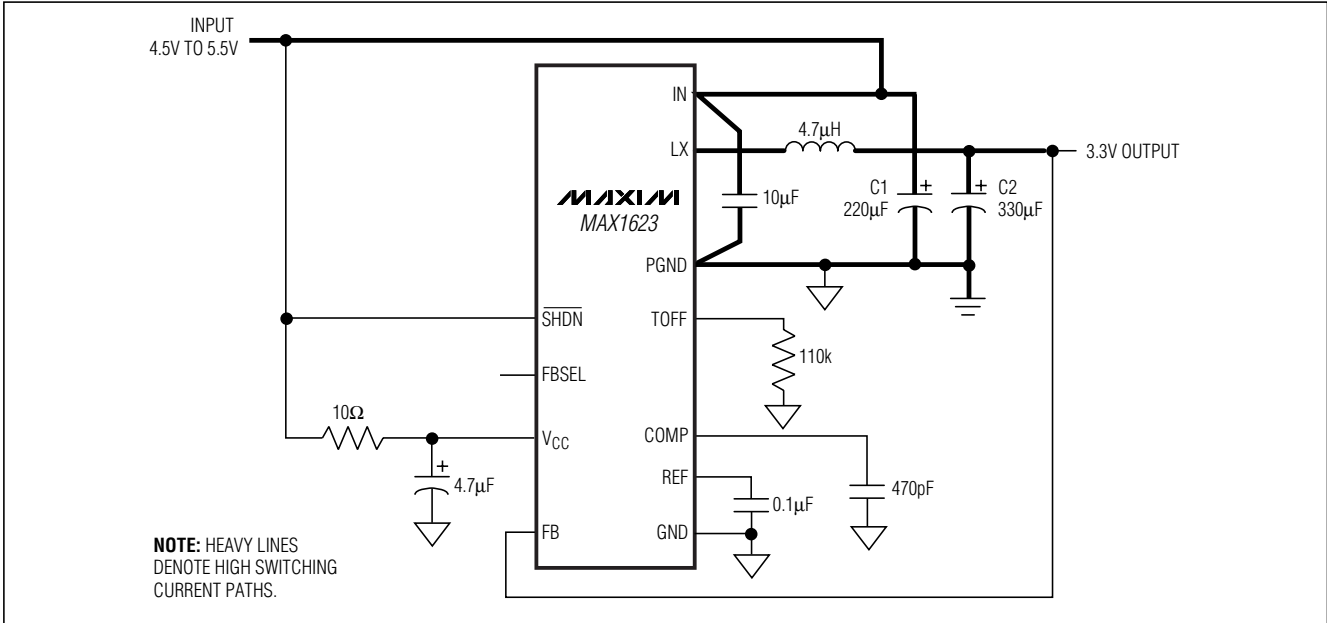 INPUT
4.5V TO 5.5V
IN
4.7µH
LX
3.3V OUTPUT
MAXIM
MAX1623
10µF
C1
220µF
+
+
C2
330µF
PGND
SHDN
TOFF
110k
FBSEL
10Ω
VCC
COMP
+
4.7µF
REF
470pF
0.1µF
FB
GND
NOTE: HEAVY LINES
DENOTE HIGH SWITCHING
CURRENT PATHS.